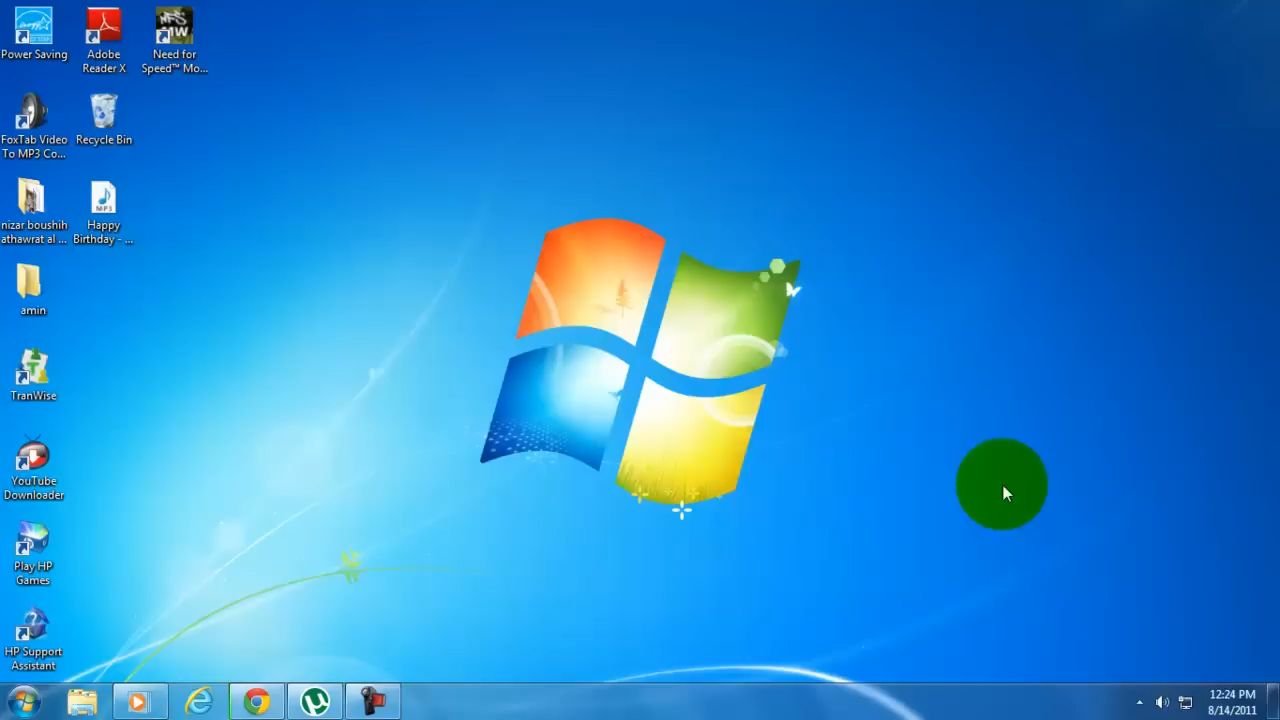 Power Saving
Adobe
Reader X
Need for
Speed™ Mo...
FoxTab Video
To MP3 Co...
Recycle Bin
nizar boushih
athawrat al ...
MP3
Happy
Birthday - ...
amin
TranWise
YouTube
Downloader
Play HP
Games
HP Support
Assistant
12:24 PM
8/14/2011